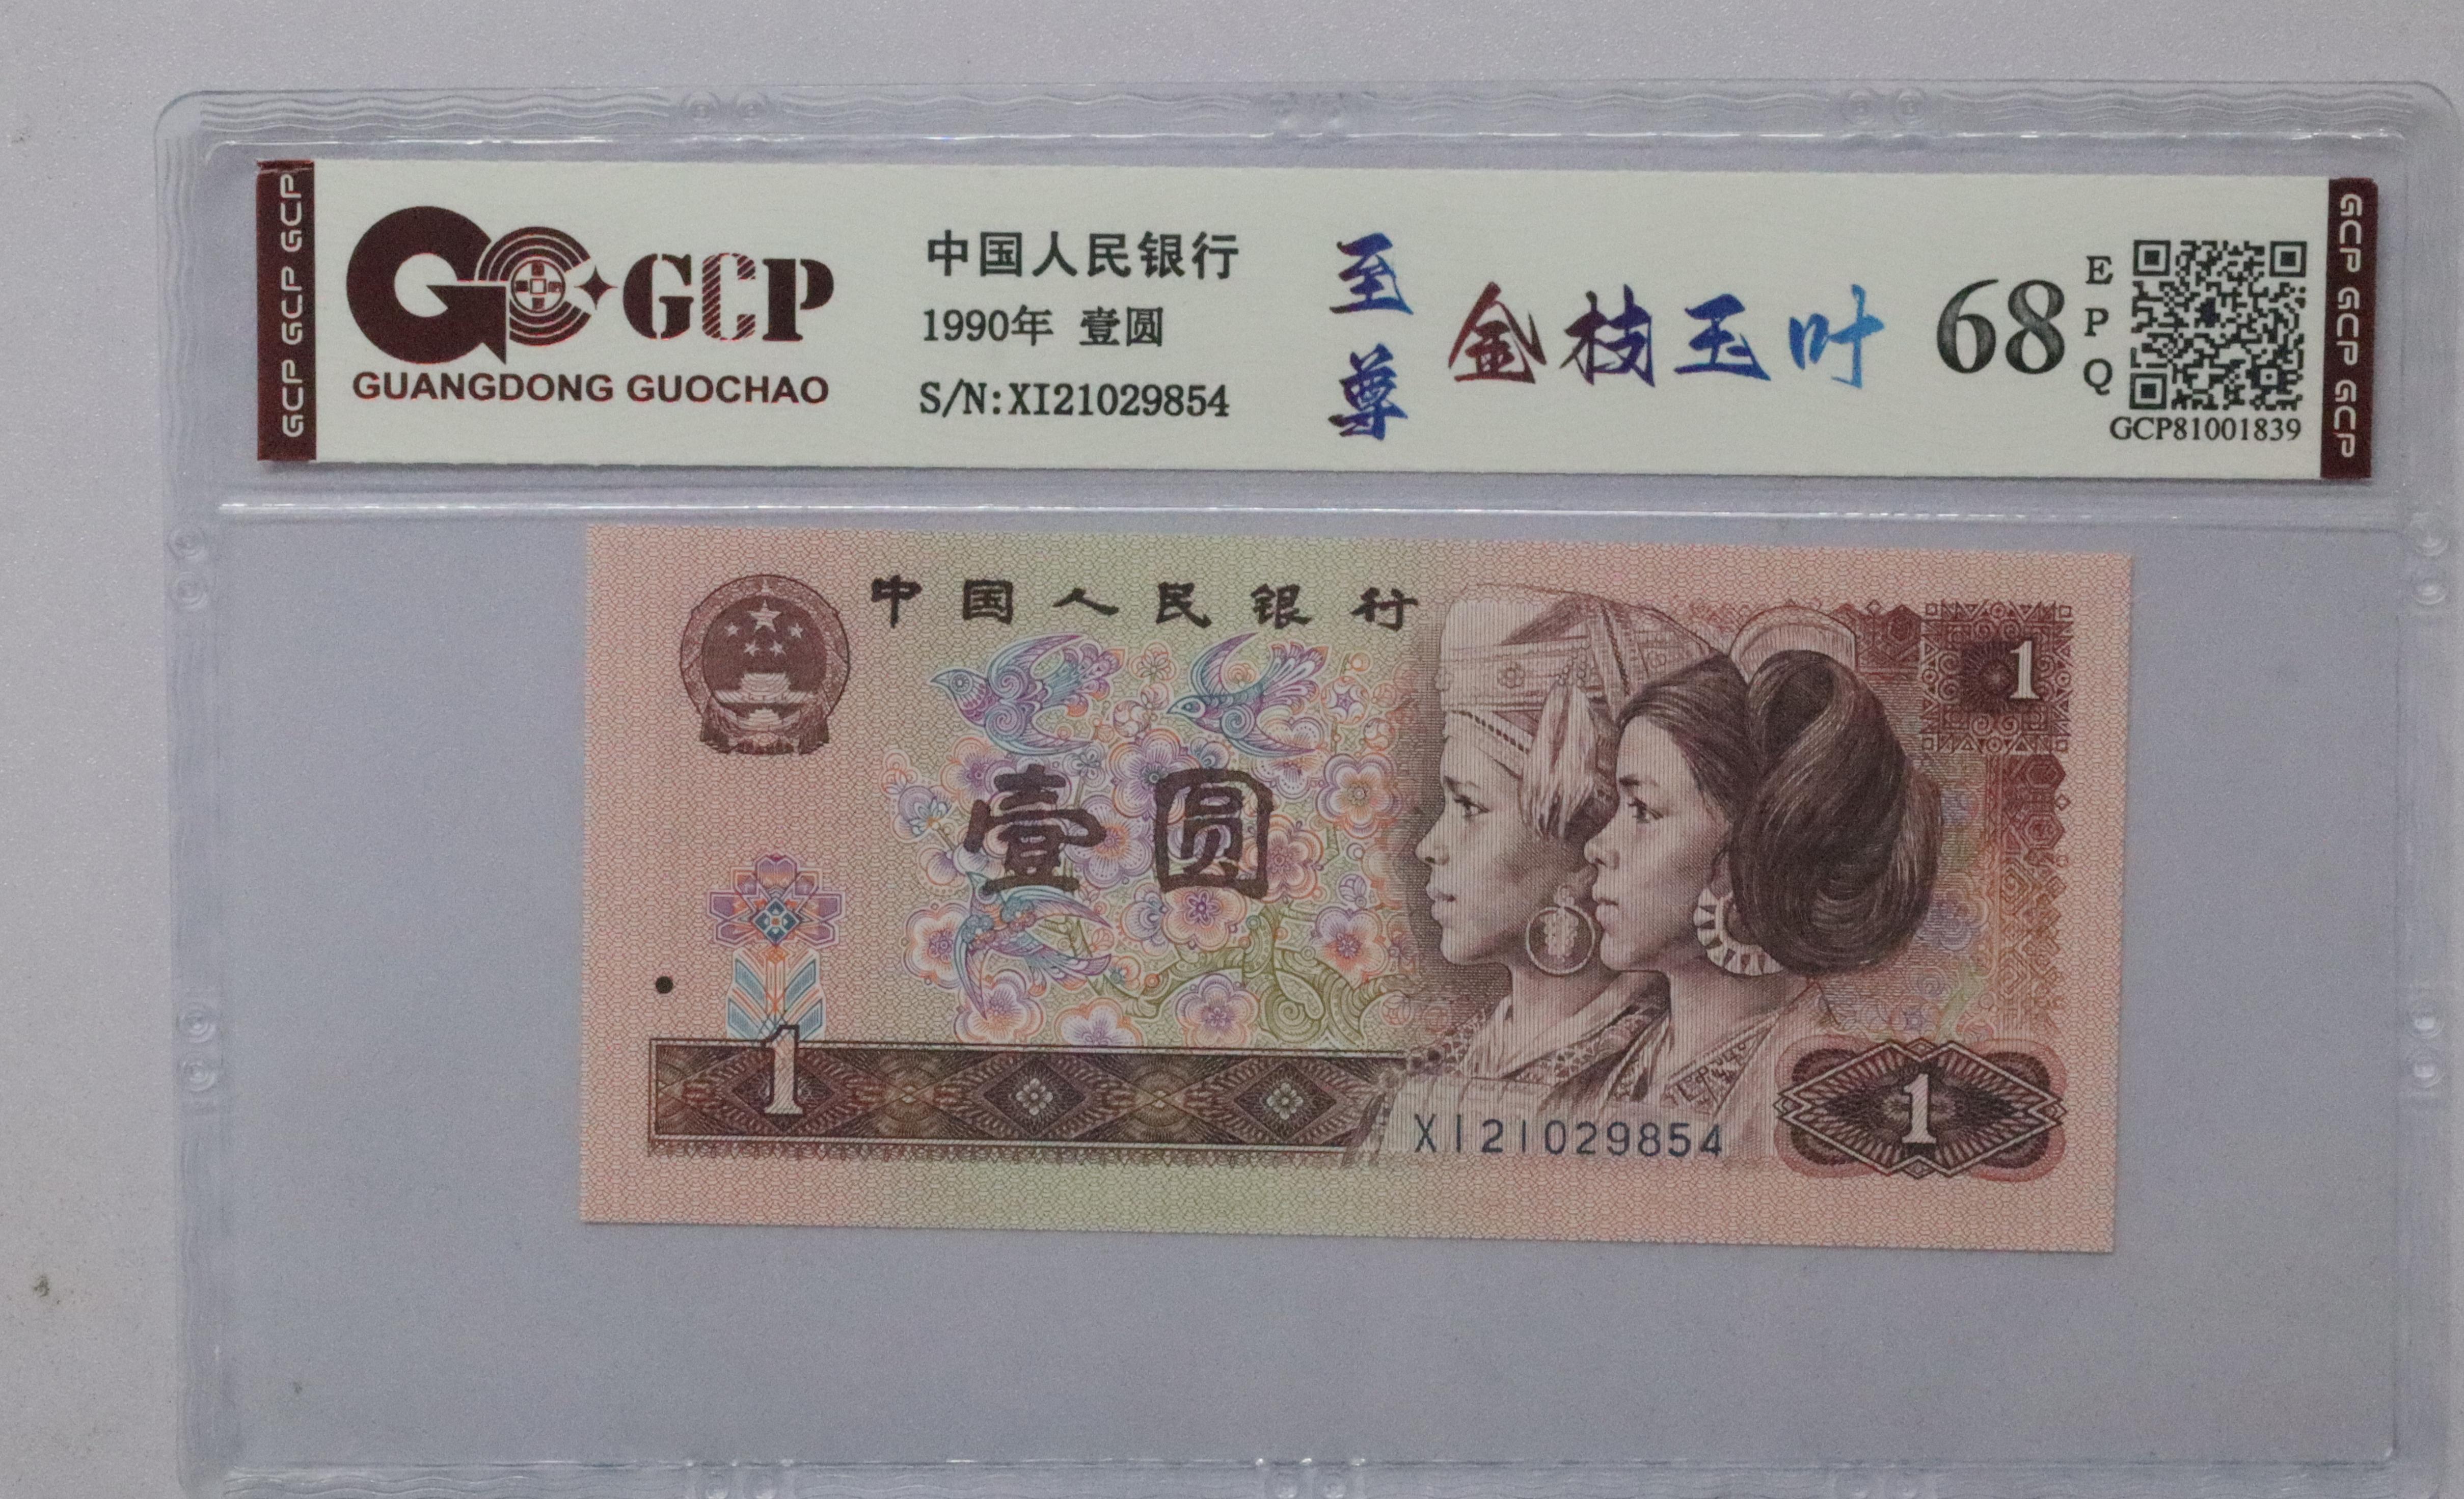 GCP GCP GCP
GCP
GUANGDONG GUOCHAO
中国人民银行
1990年 壹圆
S/N:XI21029854
至尊
金枝玉叶
68
EPQ
GCP81001839
GCP GCP GCP
中国人民银行
1
壹圆
1
XI21029854
1